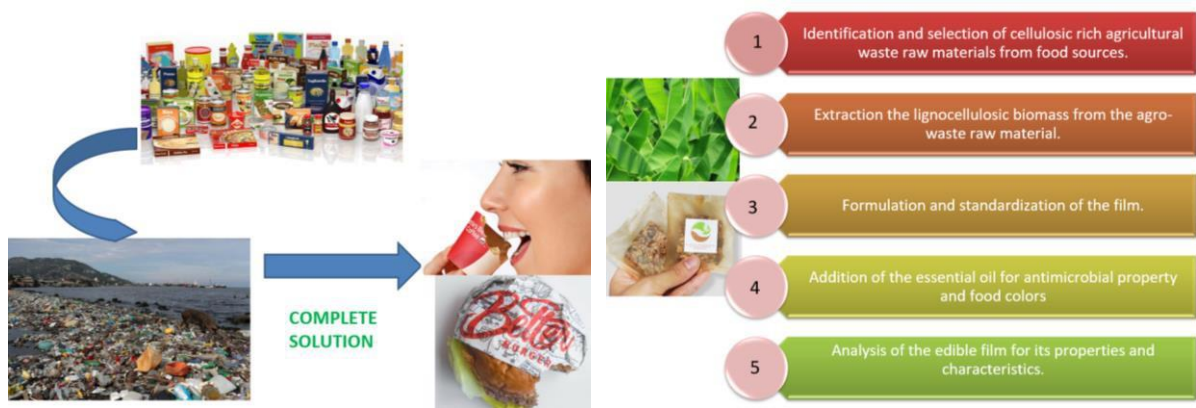 COMPLETE
SOLUTION
Better
BURGER
1
Identification and selection of cellulosic rich agricultural
waste raw materials from food sources.
2
Extraction the lignocellulosic biomass from the agro-
waste raw material.
3
Formulation and standardization of the film.
4
Addition of the essential oil for antimicrobial property
and food colors
5
Analysis of the edible film for its properties and
characteristics.